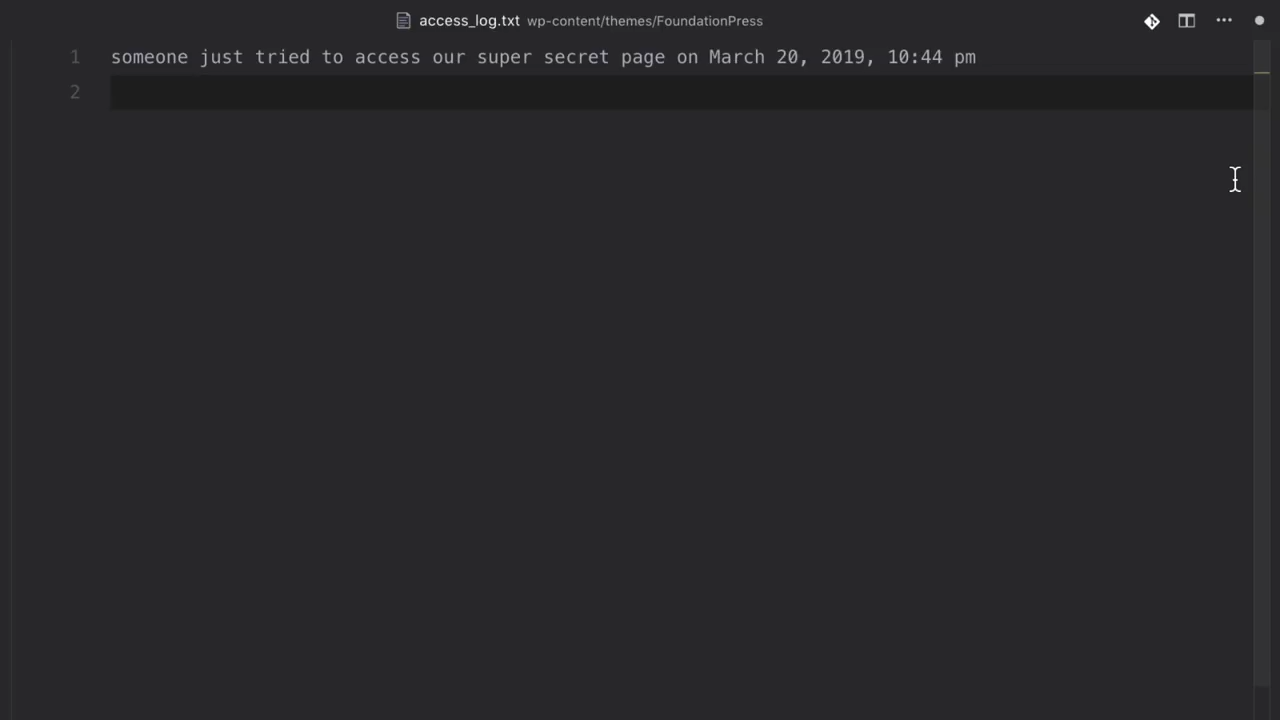 access_log.txt wp-content/themes/FoundationPress
1 someone just tried to access our super secret page on March 20, 2019, 10:44 pm
2